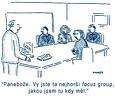 "Panebože. Vy jste ta nejhorší focus group,
jakou jsem tu kdy měl."